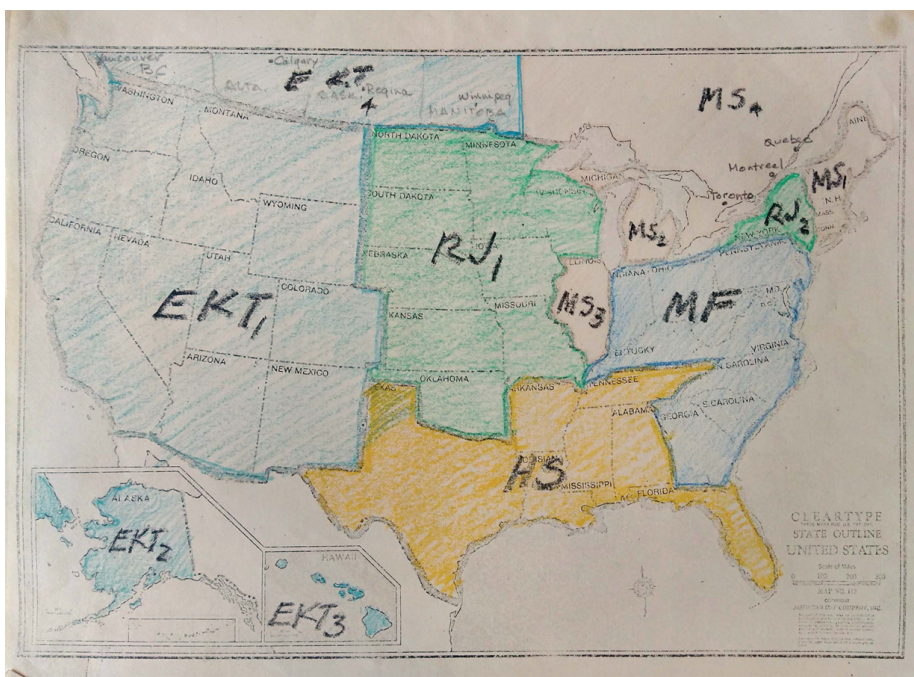 Vancouver
Calgary
ALTA.
EKT
SASK.
Regina
Winnipeg
MANITOBA
MS
Quebec
Montreal
Toronto
WASHINGTON
MONTANA
NORTH DAKOTA
MINNESOTA
OREGON
IDAHO
SOUTH DAKOTA
MICHIGAN
MS1
N.H.
MASS.
RJ2
NEW YORK
WYOMING
MS2
CALIFORNIA
NEVADA
UTAH
NEBRASKA
RJ1
ILLINOIS
INDIANA
OHIO
PENNSYLVANIA
COLORADO
EKT1
MISSOURI
MS3
MF
MD.
D.C.
KANSAS
KENTUCKY
VIRGINIA
ARIZONA
NEW MEXICO
OKLAHOMA
ARKANSAS
TENNESSEE
N CAROLINA
TEXAS
ALABAMA
GEORGIA
S.CAROLINA
HS
LOUISIANA
MISSISSIPPI
FLORIDA
ALASKA
EKT2
HAWAII
EKT3
CLEARTYPE
STATE OUTLINE
UNITED STATES
Scale of Miles